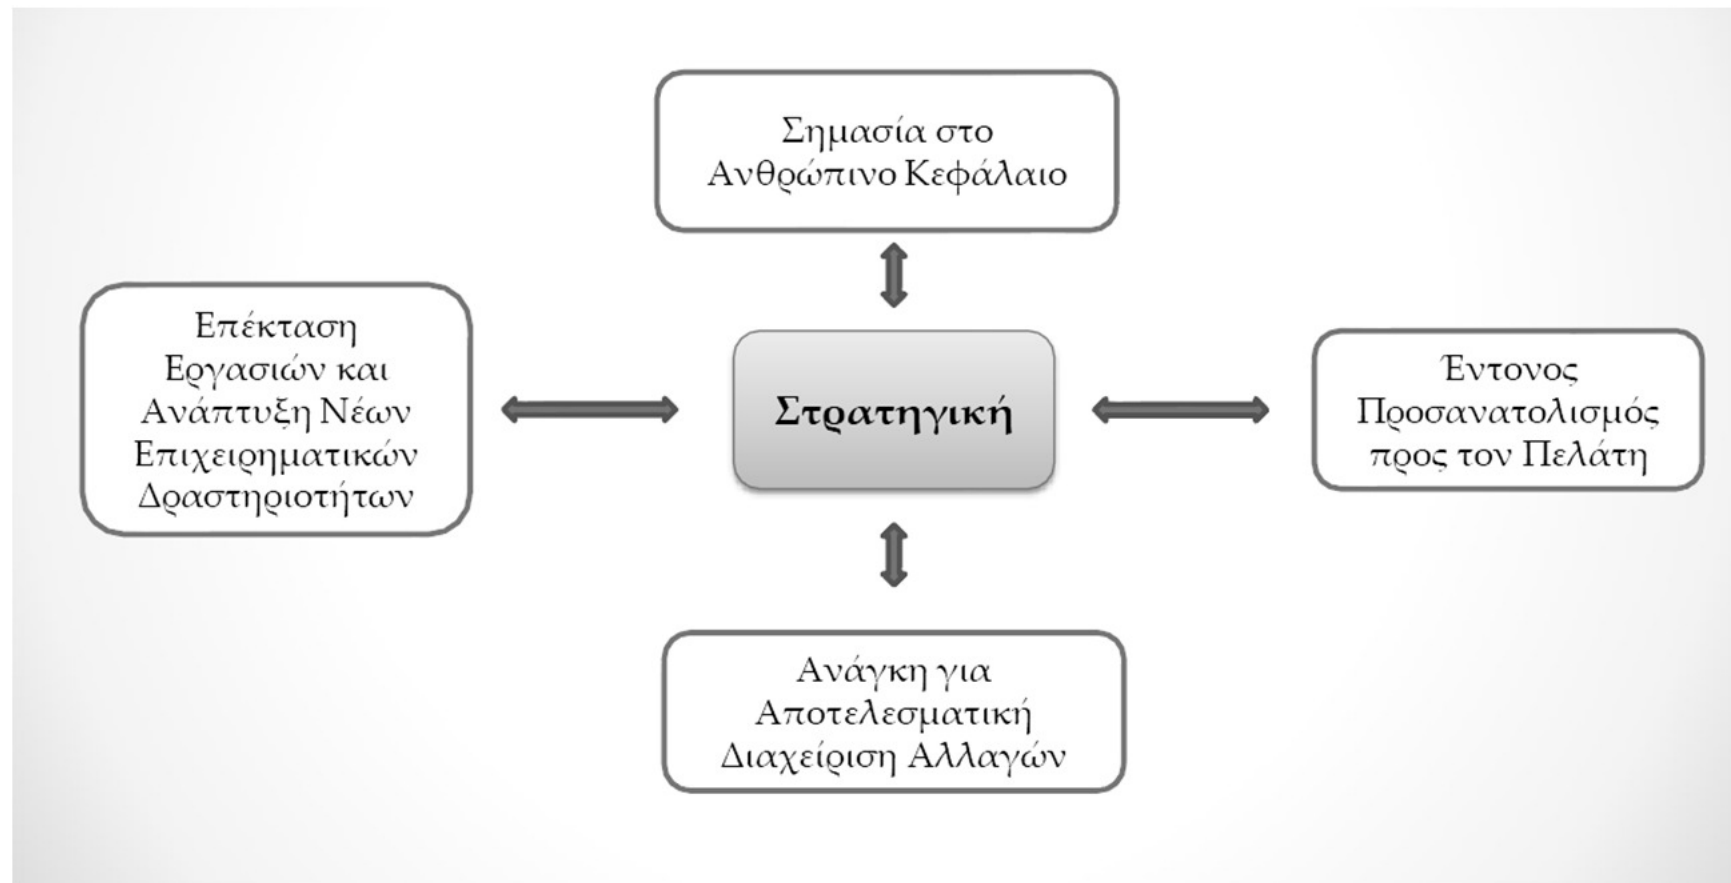 Σημασία στο
Ανθρώπινο Κεφάλαιο
Επέκταση
Εργασιών και
Ανάπτυξη Νέων
Επιχειρηματικών
Δραστηριοτήτων
Στρατηγική
Έντονος
Προσανατολισμός
προς τον Πελάτη
Ανάγκη για
Αποτελεσματική
Διαχείριση Αλλαγών